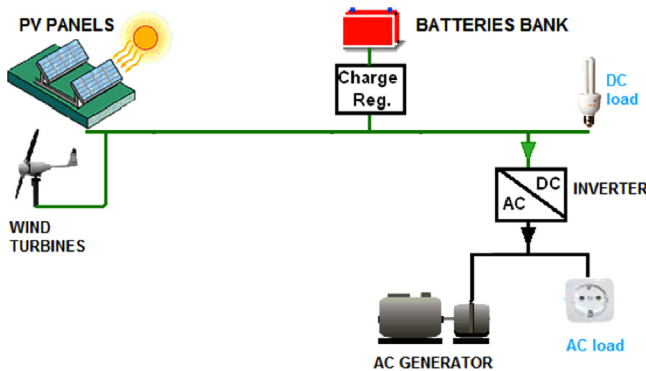 PV PANELS
BATTERIES BANK
Charge
Reg.
DC
load
WIND
TURBINES
DC
AC
INVERTER
AC GENERATOR
AC load